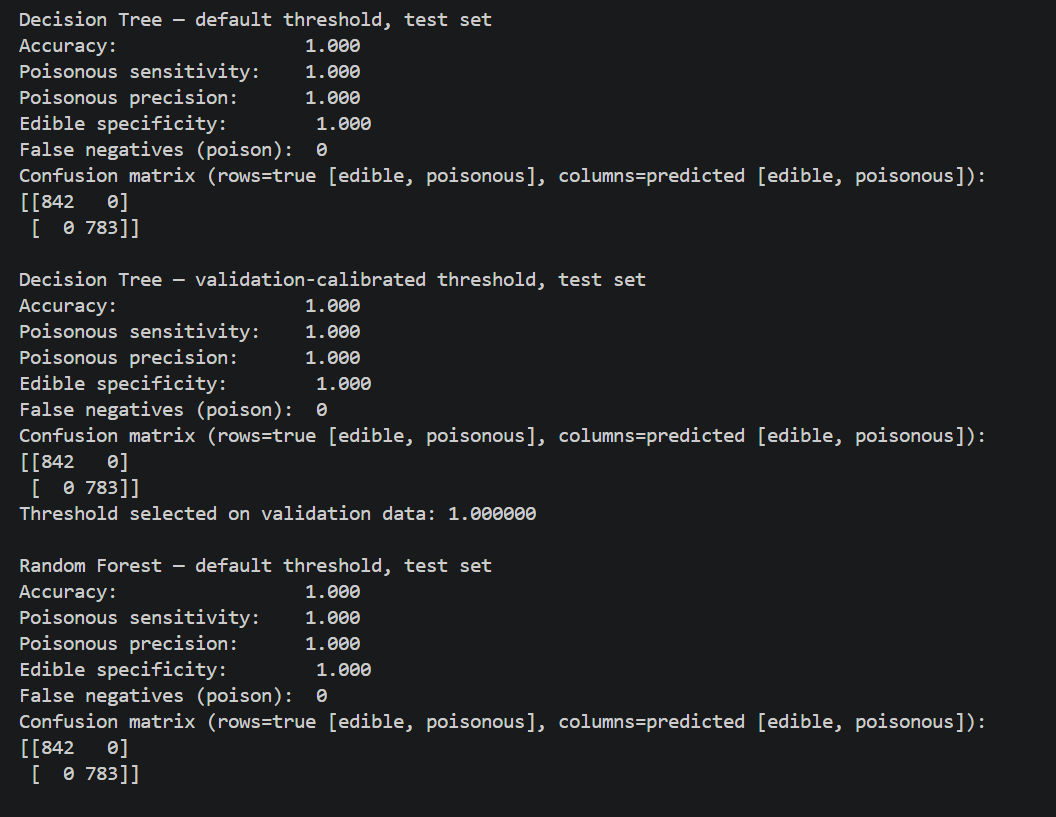 Decision Tree — default threshold, test set
Accuracy:                 1.000
Poisonous sensitivity:    1.000
Poisonous precision:      1.000
Edible specificity:        1.000
False negatives (poison):  0
Confusion matrix (rows=true [edible, poisonous], columns=predicted [edible, poisonous]):
[[842   0]
 [  0 783]]

Decision Tree — validation-calibrated threshold, test set
Accuracy:                 1.000
Poisonous sensitivity:    1.000
Poisonous precision:      1.000
Edible specificity:        1.000
False negatives (poison):  0
Confusion matrix (rows=true [edible, poisonous], columns=predicted [edible, poisonous]):
[[842   0]
 [  0 783]]
Threshold selected on validation data: 1.000000

Random Forest — default threshold, test set
Accuracy:                 1.000
Poisonous sensitivity:    1.000
Poisonous precision:      1.000
Edible specificity:        1.000
False negatives (poison):  0
Confusion matrix (rows=true [edible, poisonous], columns=predicted [edible, poisonous]):
[[842   0]
 [  0 783]]